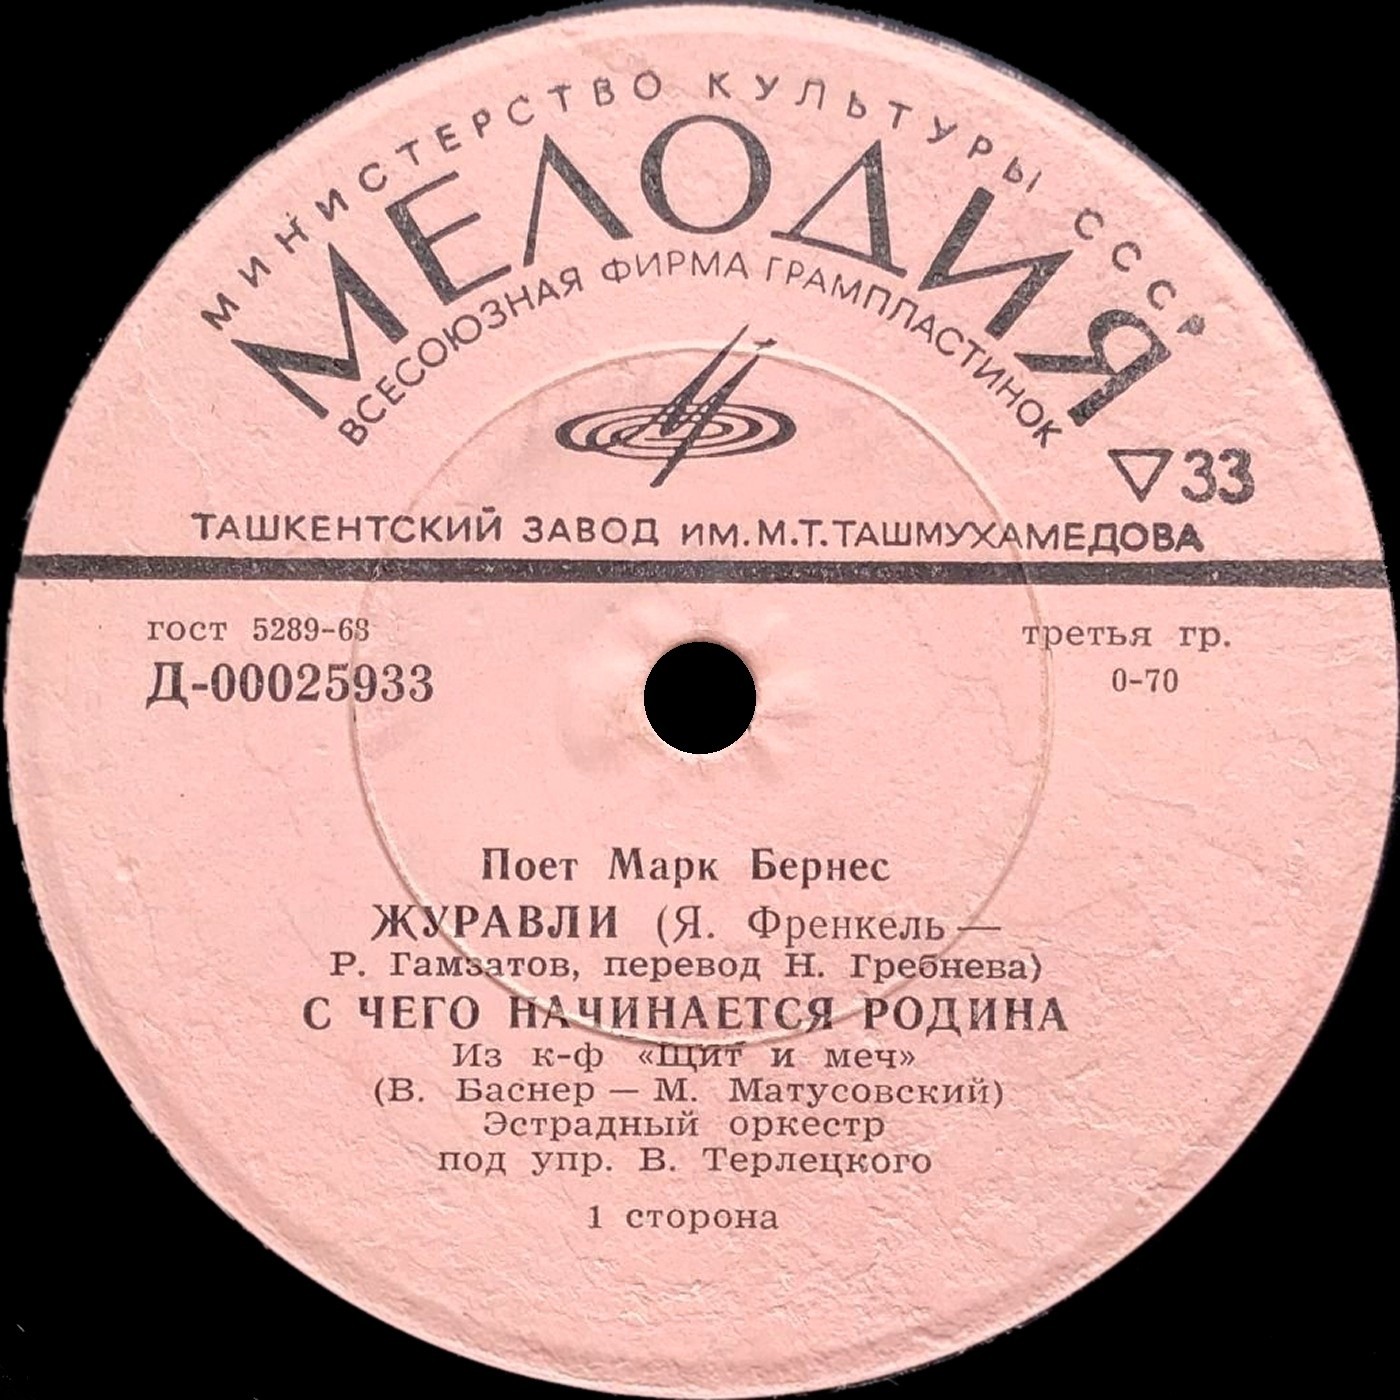 МИНИСТЕРСТВО КУЛЬТУРЫ СССР
МЕЛОДИЯ
ВСЕСОЮЗНАЯ ФИРМА ГРАМПЛАСТИНОК
▽33
ТАШКЕНТСКИЙ ЗАВОД ИМ. М.Т. ТАШМУХАМЕДОВА
гост 5289-68
третья гр.
Д-00025933
0-70
Поет Марк Бернес
ЖУРАВЛИ (Я. Френкель —
Р. Гамзатов, перевод Н. Гребнева)
С ЧЕГО НАЧИНАЕТСЯ РОДИНА
Из к-ф «Щит и меч»
(В. Баснер — М. Матусовский)
Эстрадный оркестр
под упр. В. Терлецкого
1 сторона